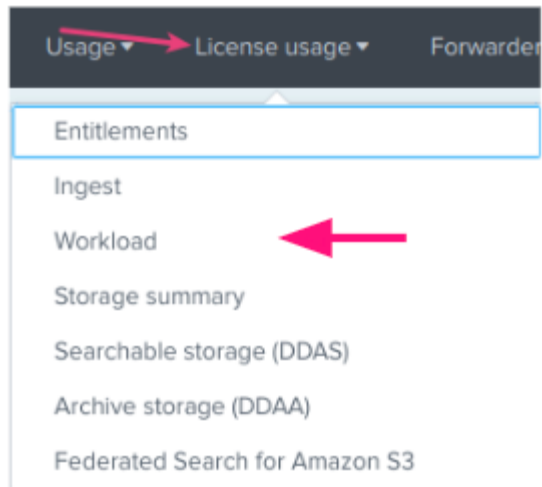 Usage▾ License usage▾ Forwarder
Entitlements
Ingest
Workload
Storage summary
Searchable storage (DDAS)
Archive storage (DDAA)
Federated Search for Amazon S3